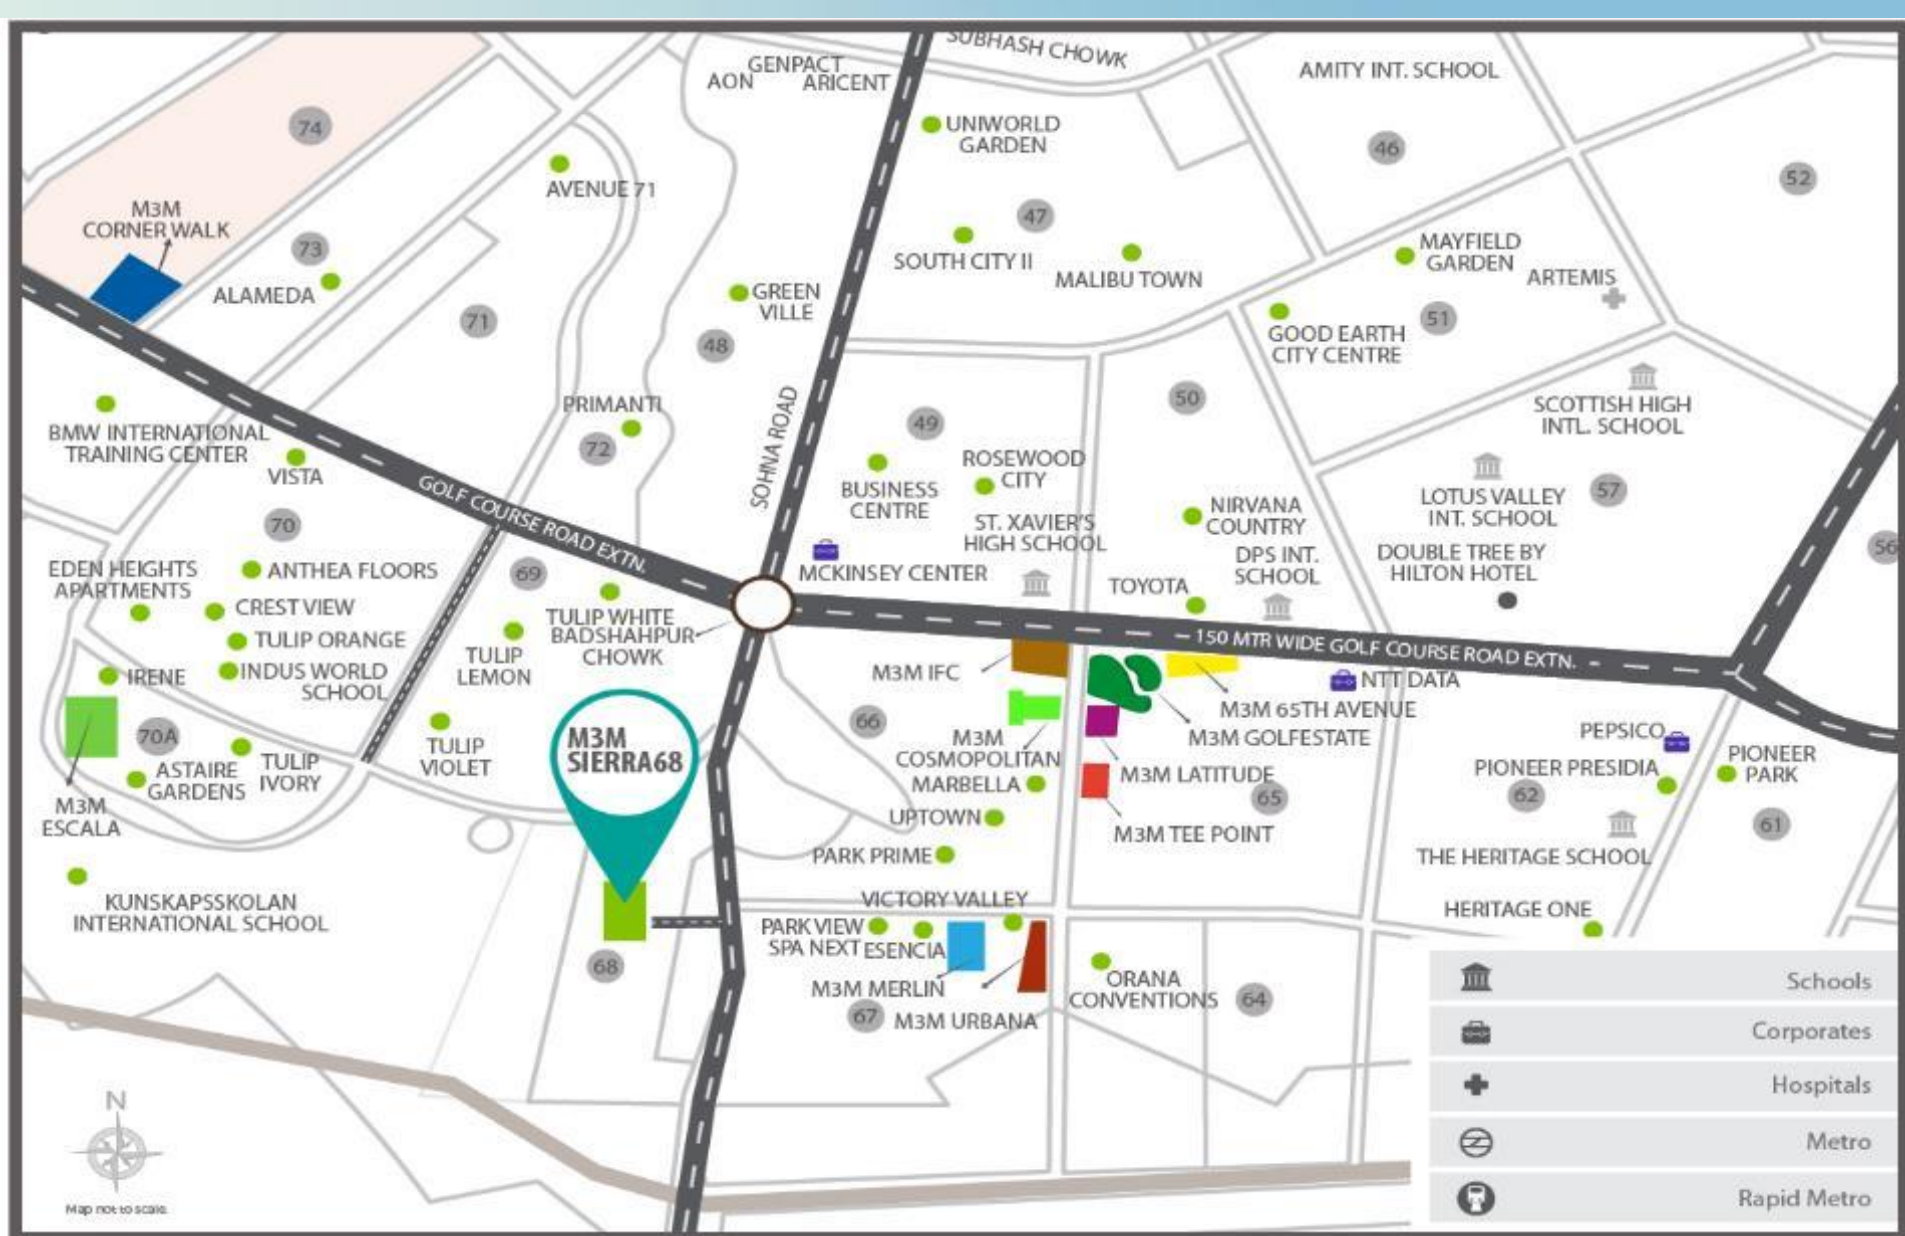 SUBHASH CHOWK
GENPACT
AON
ARICENT
AMITY INT. SCHOOL
74
UNIWORLD
GARDEN
46
52
AVENUE 71
M3M
CORNER WALK
47
73
SOUTH CITY II
MALIBU TOWN
MAYFIELD
GARDEN
ARTEMIS
ALAMEDA
GREEN
VILLE
71
48
51
GOOD EARTH
CITY CENTRE
SOHNA ROAD
PRIMANTI
72
49
50
SCOTTISH HIGH
INTL. SCHOOL
BMW INTERNATIONAL
TRAINING CENTER
VISTA
GOLF COURSE ROAD EXTN.
BUSINESS
CENTRE
ROSEWOOD
CITY
57
LOTUS VALLEY
INT. SCHOOL
NIRVANA
COUNTRY
ST. XAVIER'S
HIGH SCHOOL
70
56
EDEN HEIGHTS
APARTMENTS
ANTHEA FLOORS
69
MCKINSEY CENTER
TOYOTA
DPS INT.
SCHOOL
DOUBLE TREE BY
HILTON HOTEL
CREST VIEW
TULIP WHITE
BADSHAHPUR
CHOWK
TULIP ORANGE
TULIP
LEMON
150 MTR WIDE GOLF COURSE ROAD EXTN.
IRENE
INDUS WORLD
SCHOOL
M3M IFC
NTT DATA
M3M 65TH AVENUE
66
70A
M3M
SIERRA68
M3M
COSMOPOLITAN
M3M GOLFESTATE
PEPSICO
TULIP
VIOLET
TULIP
IVORY
ASTAIRE
GARDENS
MARBELLA
M3M LATITUDE
65
PIONEER PRESIDIA
PIONEER
PARK
62
M3M
ESCALA
UPTOWN
M3M TEE POINT
61
PARK PRIME
THE HERITAGE SCHOOL
KUNSKAPSSKOLAN
INTERNATIONAL SCHOOL
VICTORY VALLEY
HERITAGE ONE
PARK VIEW
SPA NEXT
ESENCIA
68
M3M MERLIN
ORANA
CONVENTIONS
64
67
M3M URBANA
Schools
Corporates
Hospitals
Metro
Rapid Metro
N
Map not to scale.